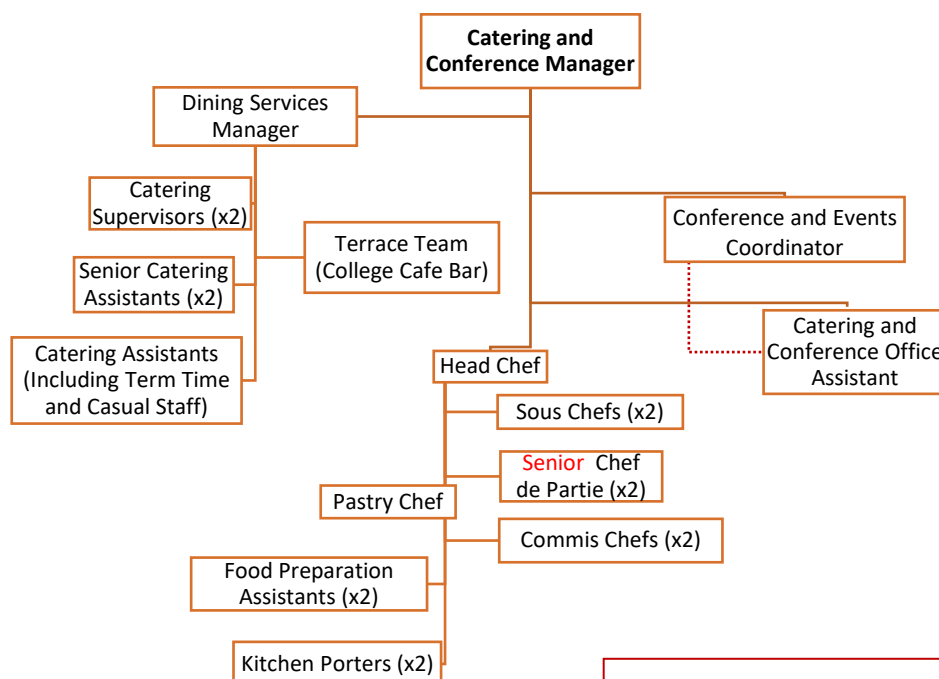 Catering and
Conference Manager
Dining Services
Manager
Catering
Supervisors (x2)
Terrace Team
(College Cafe Bar)
Conference and Events
Coordinator
Senior Catering
Assistants (x2)
Catering and
Conference Office
Assistant
Catering Assistants
(Including Term Time
and Casual Staff)
Head Chef
Sous Chefs (x2)
Senior Chef
de Partie (x2)
Pastry Chef
Commis Chefs (x2)
Food Preparation
Assistants (x2)
Kitchen Porters (x2)